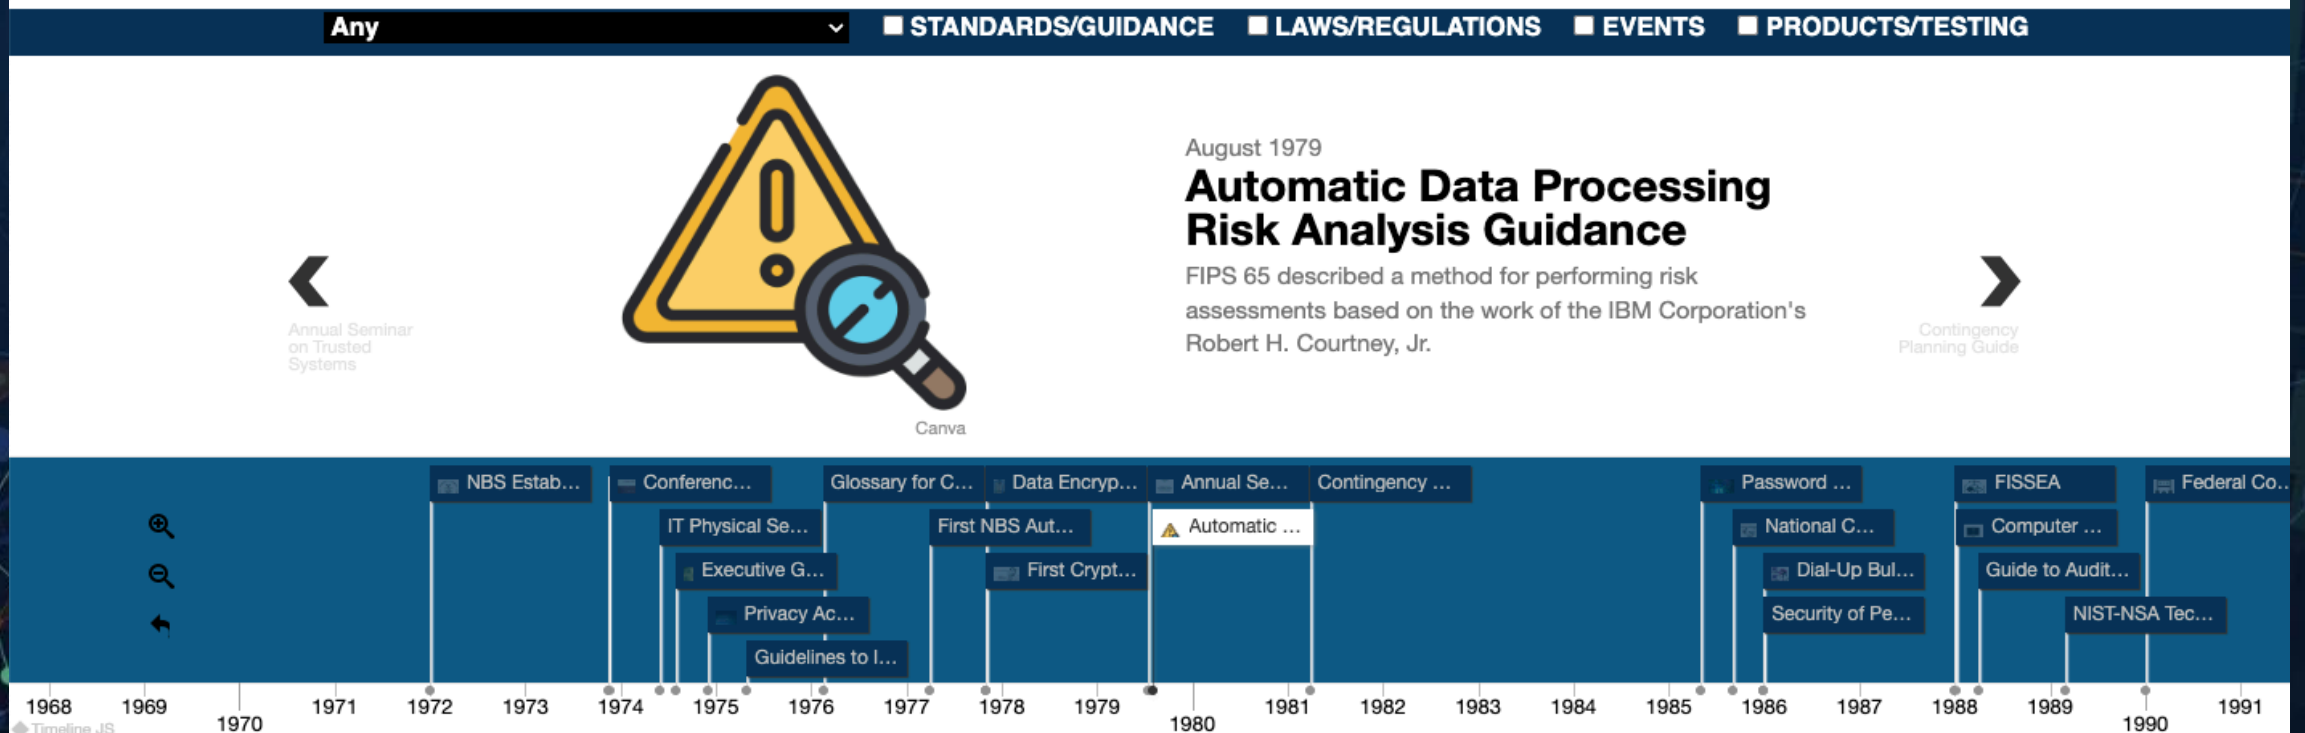 Any
STANDARDS/GUIDANCE
LAWS/REGULATIONS
EVENTS
PRODUCTS/TESTING
August 1979
Automatic Data Processing
Risk Analysis Guidance
FIPS 65 described a method for performing risk
assessments based on the work of the IBM Corporation's
Robert H. Courtney, Jr.
Annual Seminar
on Trusted
Systems
Contingency
Planning Guide
Canva
NBS Estab...
Conferenc...
Glossary for C...
Data Encryp...
Annual Se...
Contingency ...
Password ...
FISSEA
Federal Co..
IT Physical Se...
First NBS Aut...
Automatic ...
National C...
Computer ...
Executive G...
First Crypt...
Dial-Up Bul...
Guide to Audit...
Privacy Ac...
Security of Pe...
NIST-NSA Tec...
Guidelines to I...
1968
1969
1970
1971
1972
1973
1974
1975
1976
1977
1978
1979
1980
1981
1982
1983
1984
1985
1986
1987
1988
1989
1990
1991
Timeline JS